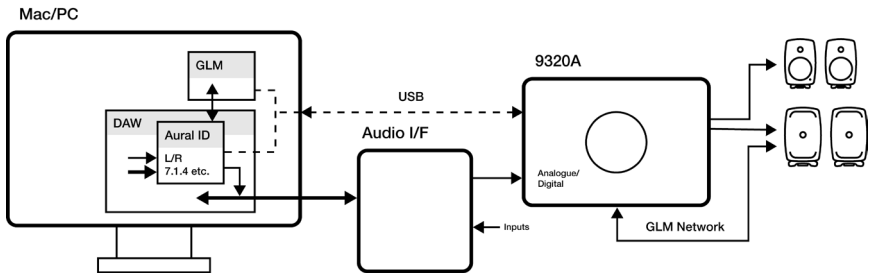 Mac/PC
GLM
DAW
Aural ID
L/R
7.1.4 etc.
USB
Audio I/F
Inputs
9320A
Analogue/
Digital
GLM Network